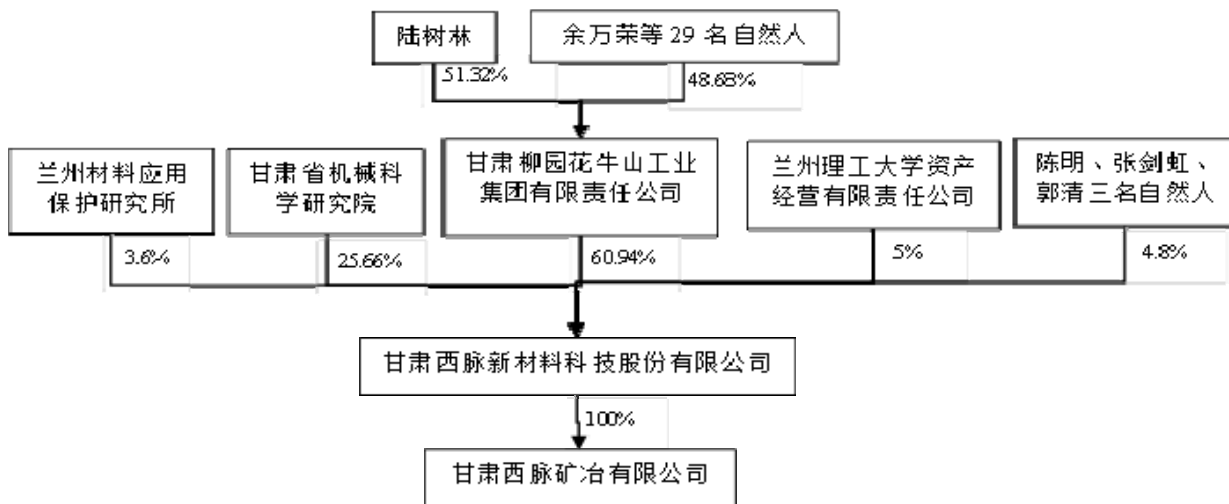 陆树林
余万荣等29名自然人
51.32%
48.68%
兰州材料应用
保护研究所
甘肃省机械科
学研究院
甘肃柳园花牛山工业
集团有限责任公司
兰州理工大学资产
经营有限责任公司
陈明、张剑虹、
郭清三名自然人
3.6%
25.66%
60.94%
5%
4.8%
甘肃西脉新材料科技股份有限公司
100%
甘肃西脉矿冶有限公司